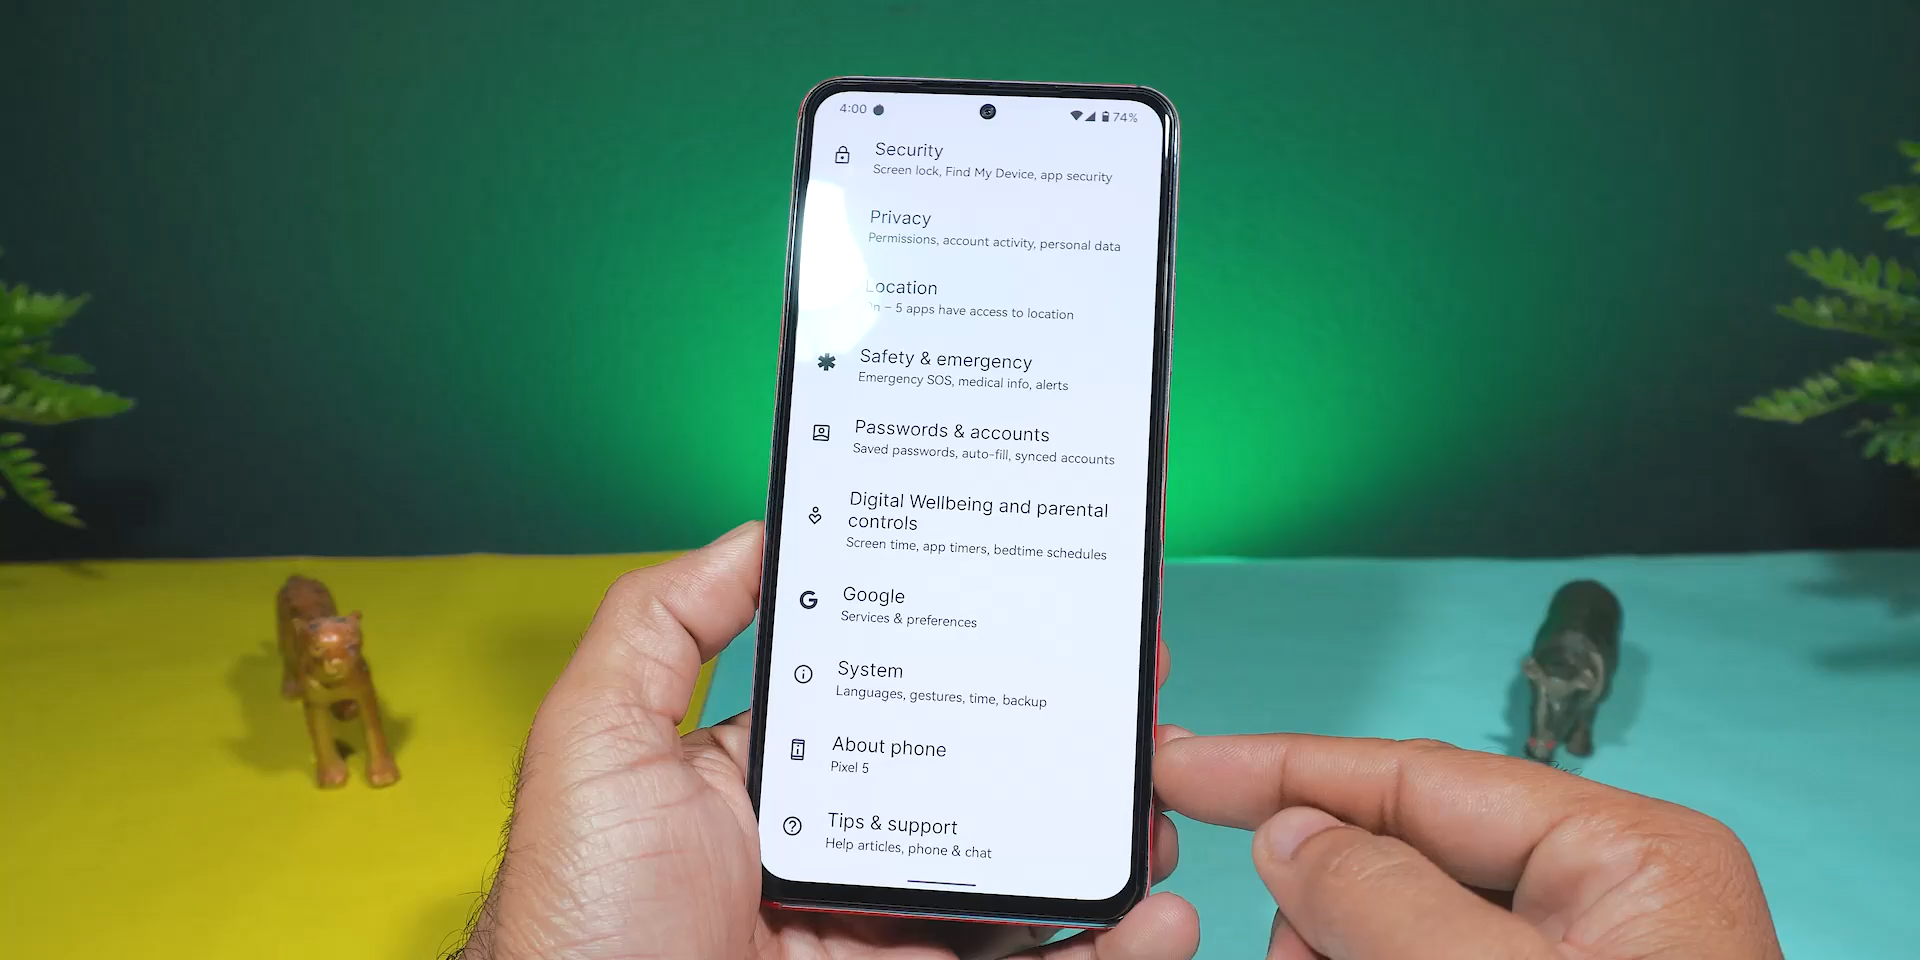 4:00 74%
Security
Screen lock, Find My Device, app security
Privacy
Permissions, account activity, personal data
Location
– 5 apps have access to location
Safety & emergency
Emergency SOS, medical info, alerts
Passwords & accounts
Saved passwords, auto-fill, synced accounts
Digital Wellbeing and parental
controls
Screen time, app timers, bedtime schedules
Google
Services & preferences
System
Languages, gestures, time, backup
About phone
Pixel 5
Tips & support
Help articles, phone & chat